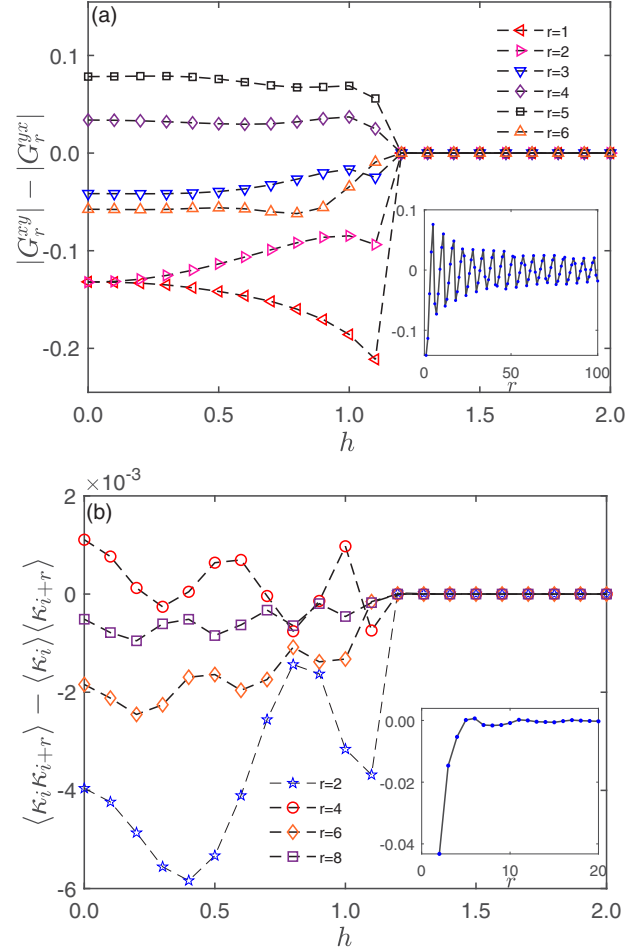 (a)
0.1
0.0
-0.1
-0.2
|G_r^{xy}| − |G_r^{yx}|
r=1
r=2
r=3
r=4
r=5
r=6
0.1
0
-0.1
0 50 100
r
0.0 0.5 1.0 1.5 2.0
h
×10^{-3}
(b)
2
0
-2
-4
-6
⟨κ_iκ_{i+r}⟩ − ⟨κ_i⟩⟨κ_{i+r}⟩
r=2
r=4
r=6
r=8
0.00
-0.02
-0.04
0 10 20
r
0.0 0.5 1.0 1.5 2.0
h